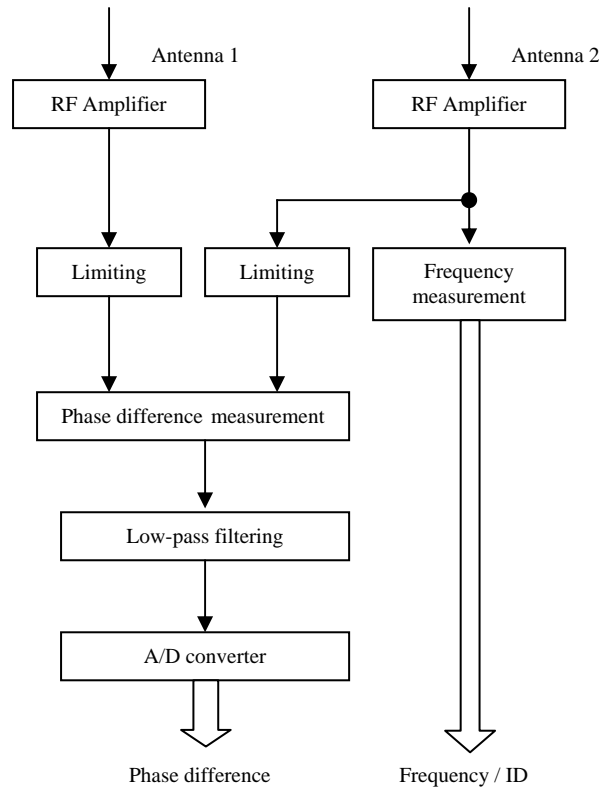 Antenna 1
Antenna 2
RF Amplifier
RF Amplifier
Limiting
Limiting
Frequency
measurement
Phase difference measurement
Low-pass filtering
A/D converter
Phase difference
Frequency / ID